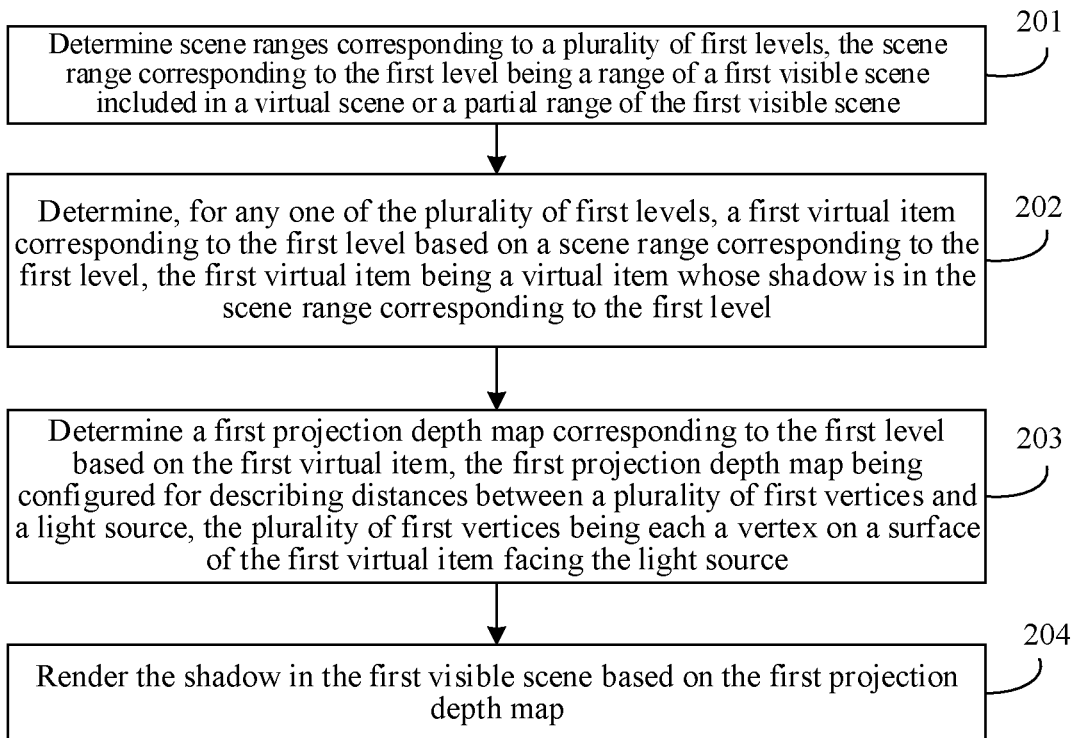 201
Determine scene ranges corresponding to a plurality of first levels, the scene
range corresponding to the first level being a range of a first visible scene
included in a virtual scene or a partial range of the first visible scene
202
Determine, for any one of the plurality of first levels, a first virtual item
corresponding to the first level based on a scene range corresponding to the
first level, the first virtual item being a virtual item whose shadow is in the
scene range corresponding to the first level
203
Determine a first projection depth map corresponding to the first level
based on the first virtual item, the first projection depth map being
configured for describing distances between a plurality of first vertices and
a light source, the plurality of first vertices being each a vertex on a surface
of the first virtual item facing the light source
204
Render the shadow in the first visible scene based on the first projection
depth map